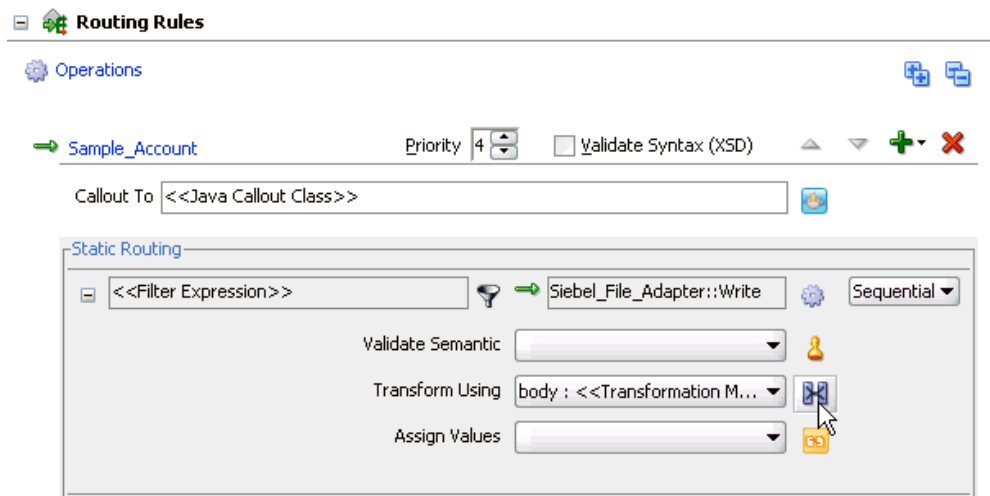 Routing Rules
Operations
Sample_Account Priority 4 Validate Syntax (XSD)
Callout To <<Java Callout Class>>
Static Routing
<<Filter Expression>> Siebel_File_Adapter::Write Sequential
Validate Semantic
Transform Using body : <<Transformation M...
Assign Values